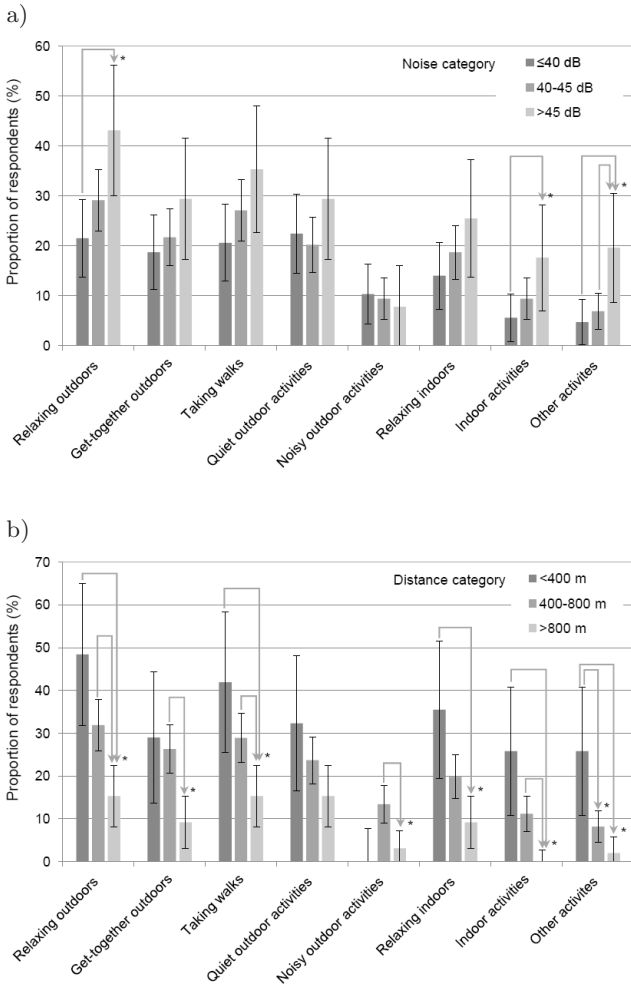 a)
Proportion of respondents (%)
60
50
40
30
20
10
0
Noise category
≤40 dB
40-45 dB
>45 dB
*
*
*
Relaxing outdoors
Get-together outdoors
Taking walks
Quiet outdoor activities
Noisy outdoor activities
Relaxing indoors
Indoor activities
Other activites
b)
Proportion of respondents (%)
70
60
50
40
30
20
10
0
Distance category
<400 m
400-800 m
>800 m
*
*
*
*
*
*
*
*
Relaxing outdoors
Get-together outdoors
Taking walks
Quiet outdoor activities
Noisy outdoor activities
Relaxing indoors
Indoor activities
Other activites